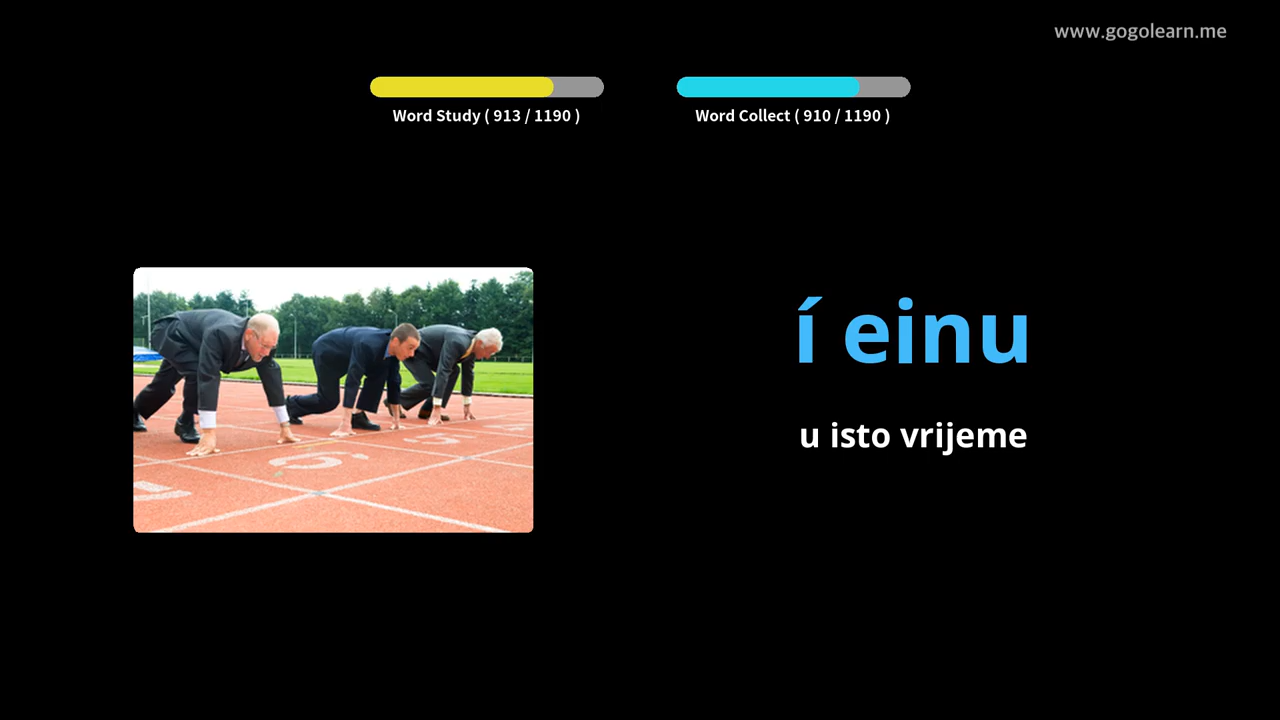 www.gogolearn.me
Word Study ( 913 / 1190 )
Word Collect ( 910 / 1190 )
í einu
u isto vrijeme